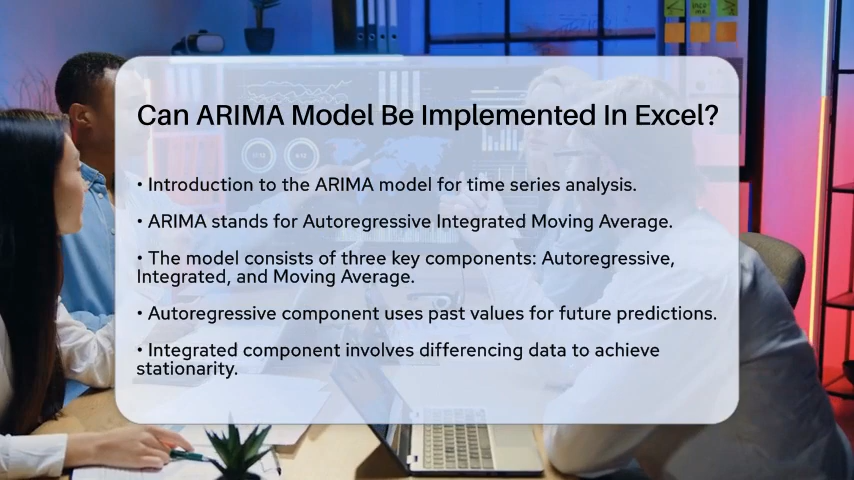 Can ARIMA Model Be Implemented In Excel?
• Introduction to the ARIMA model for time series analysis.
• ARIMA stands for Autoregressive Integrated Moving Average.
• The model consists of three key components: Autoregressive,
Integrated, and Moving Average.
• Autoregressive component uses past values for future predictions.
• Integrated component involves differencing data to achieve
stationarity.